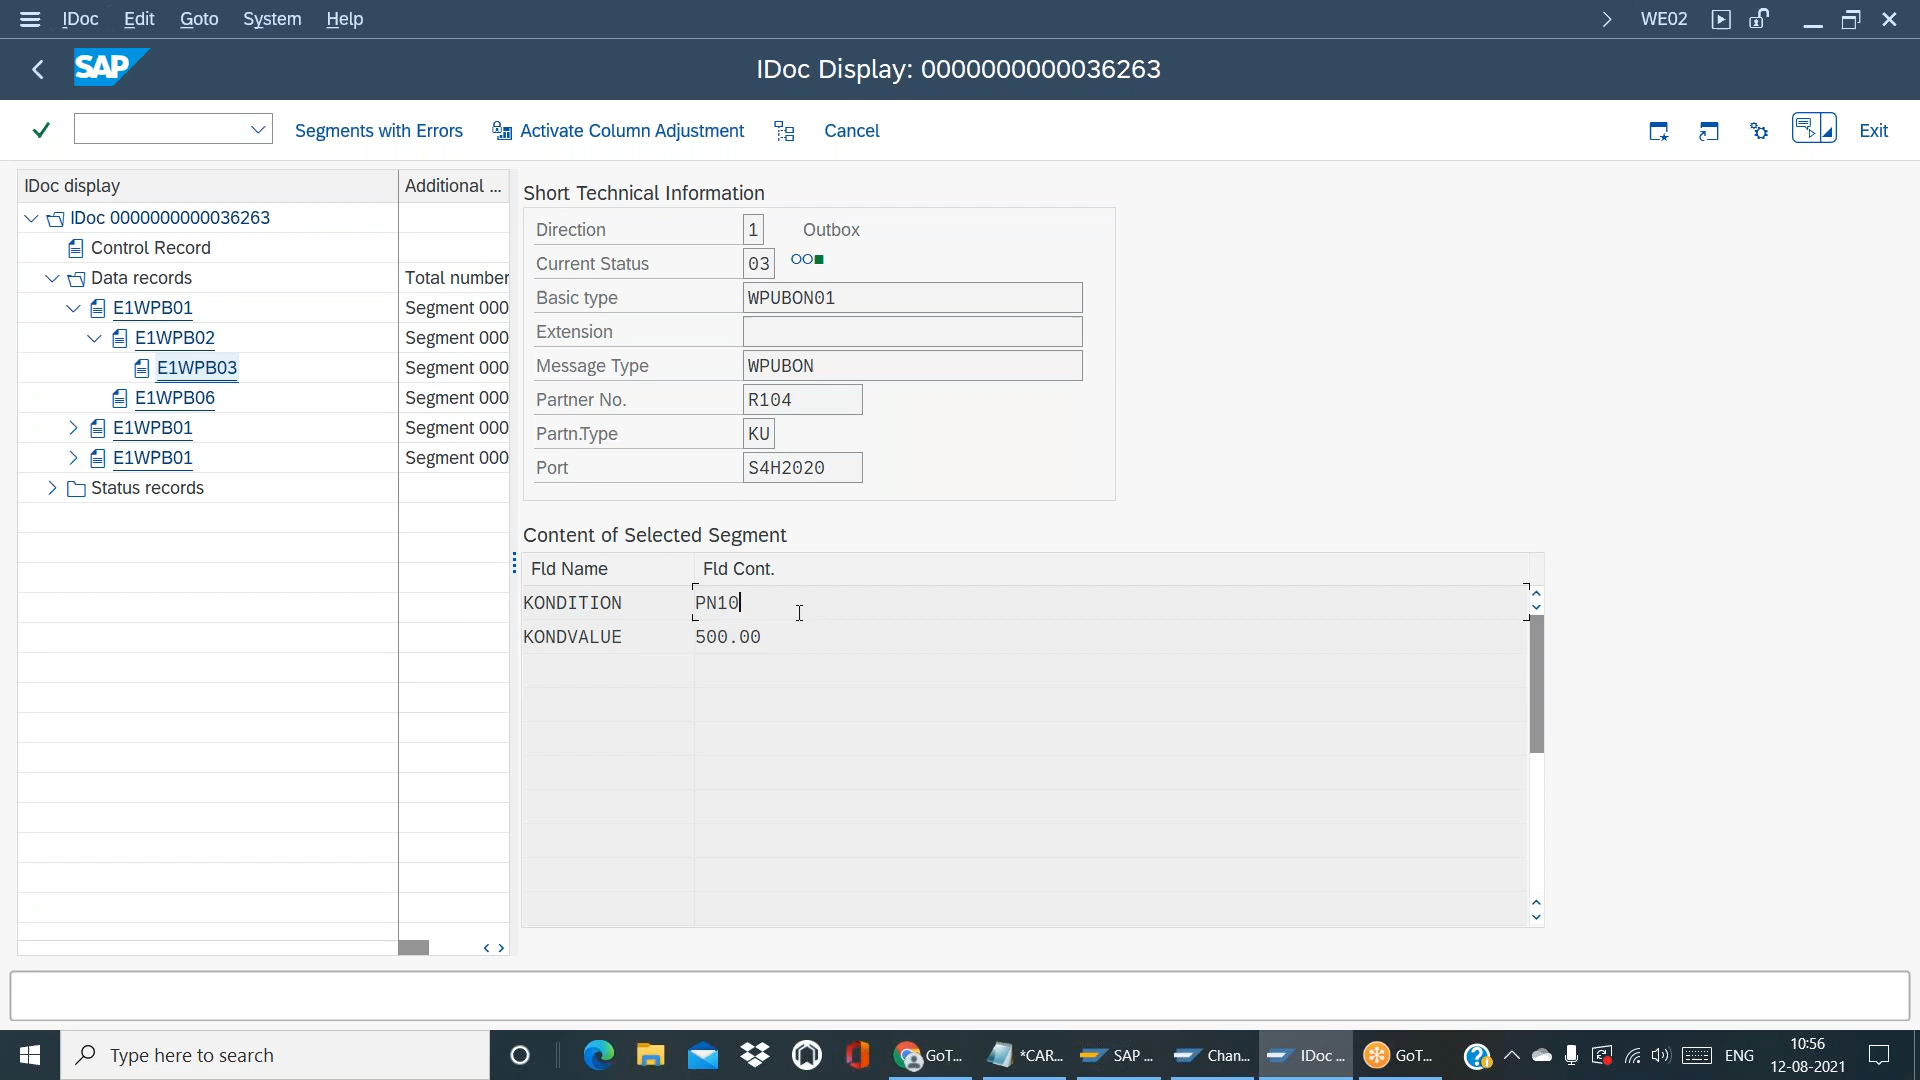 IDoc Edit Goto System Help WE02
SAP IDoc Display: 0000000000036263
Segments with Errors Activate Column Adjustment Cancel Exit
IDoc display Additional ...
IDoc 0000000000036263
Control Record
Data records Total number
E1WPB01 Segment 000
E1WPB02 Segment 000
E1WPB03 Segment 000
E1WPB06 Segment 000
E1WPB01 Segment 000
E1WPB01 Segment 000
Status records
Short Technical Information
Direction 1 Outbox
Current Status 03
Basic type WPUBON01
Extension
Message Type WPUBON
Partner No. R104
Partn.Type KU
Port S4H2020
Content of Selected Segment
Fld Name Fld Cont.
KONDITION PN10
KONDVALUE 500.00
Type here to search GoT... *CAR... SAP ... Chan... IDoc ... GoT... ENG 10:56
12-08-2021